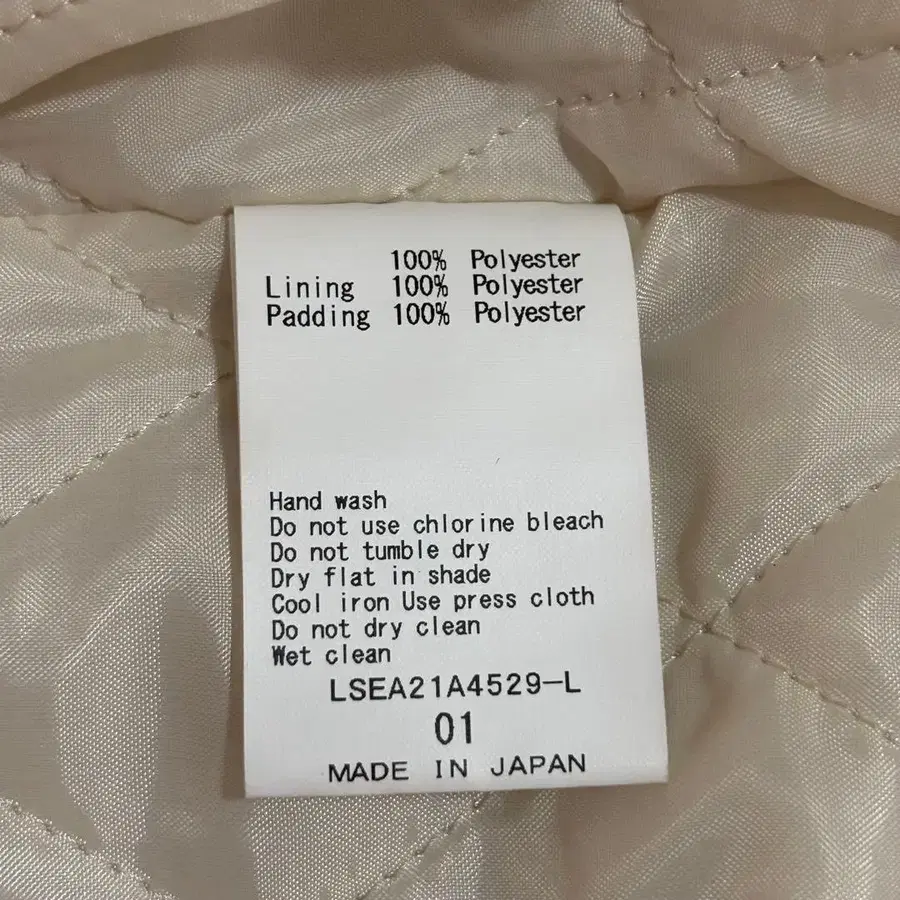 100% Polyester
Lining 100% Polyester
Padding 100% Polyester
Hand wash
Do not use chlorine bleach
Do not tumble dry
Dry flat in shade
Cool iron Use press cloth
Do not dry clean
Wet clean
LSEA21A4529-L
01
MADE IN JAPAN